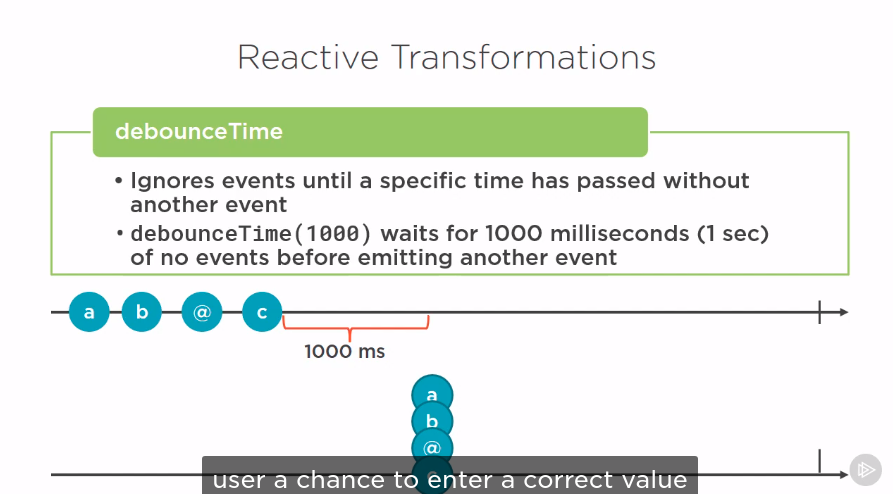 Reactive Transformations
debounceTime
• Ignores events until a specific time has passed without
another event
• debounceTime(1000) waits for 1000 milliseconds (1 sec)
of no events before emitting another event
a b @ c
1000 ms
a
b
@
user a chance to enter a correct value